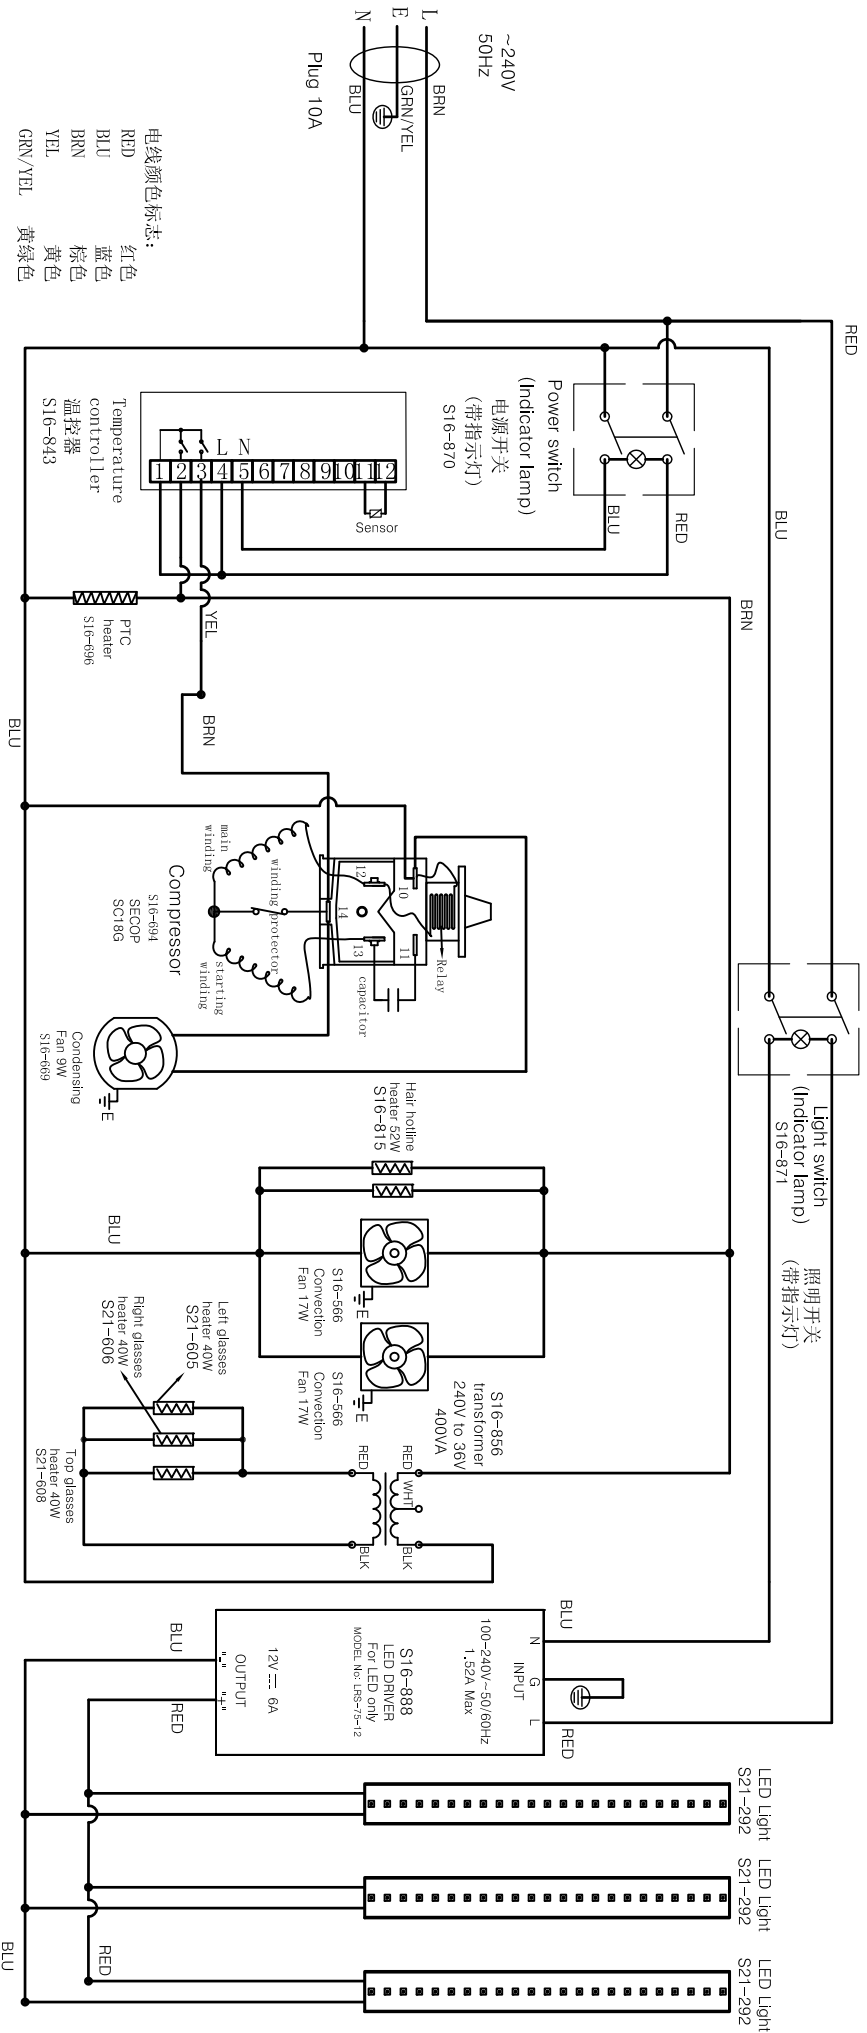 ~240V
50Hz
Plug 10A
L
E
N
BRN
GRN/YEL
BLU
电线颜色标志:
RED 红色
BLU 蓝色
BRN 棕色
YEL 黄色
GRN/YEL 黄绿色
RED
BLU
BRN
Power switch
(Indicator lamp)
电源开关
(带指示灯)
S16-870
RED
BLU
Temperature
controller
温控器
S16-843
L N
1 2 3 4 5 6 7 8 9 10 11 12
Sensor
YEL
BRN
PTC
heater
S16-696
BLU
main
winding
winding protector
starting
winding
Compressor
S16-694
SECOP
SC18G
10
11
12
13
14
Relay
capacitor
Condensing
Fan 9W
S16-669
E
Light switch
(Indicator lamp)
S16-871
照明开关
(带指示灯)
Hair hotline
heater 52W
S16-815
BLU
S16-566
Convection
Fan 17W
E
S16-566
Convection
Fan 17W
E
S16-856
transformer
240V to 36V
400VA
RED
WHT
BLK
RED
BLK
Left glasses
heater 40W
S21-605
Right glasses
heater 40W
S21-606
Top glasses
heater 40W
S21-608
BLU
RED
N
G
L
INPUT
100-240V~50/60Hz
1.52A Max
S16-888
LED DRIVER
For LED only
MODEL No: LRS-75-12
12V 6A
OUTPUT
"-" "+"
BLU
RED
LED Light
S21-292
LED Light
S21-292
LED Light
S21-292
RED
BLU